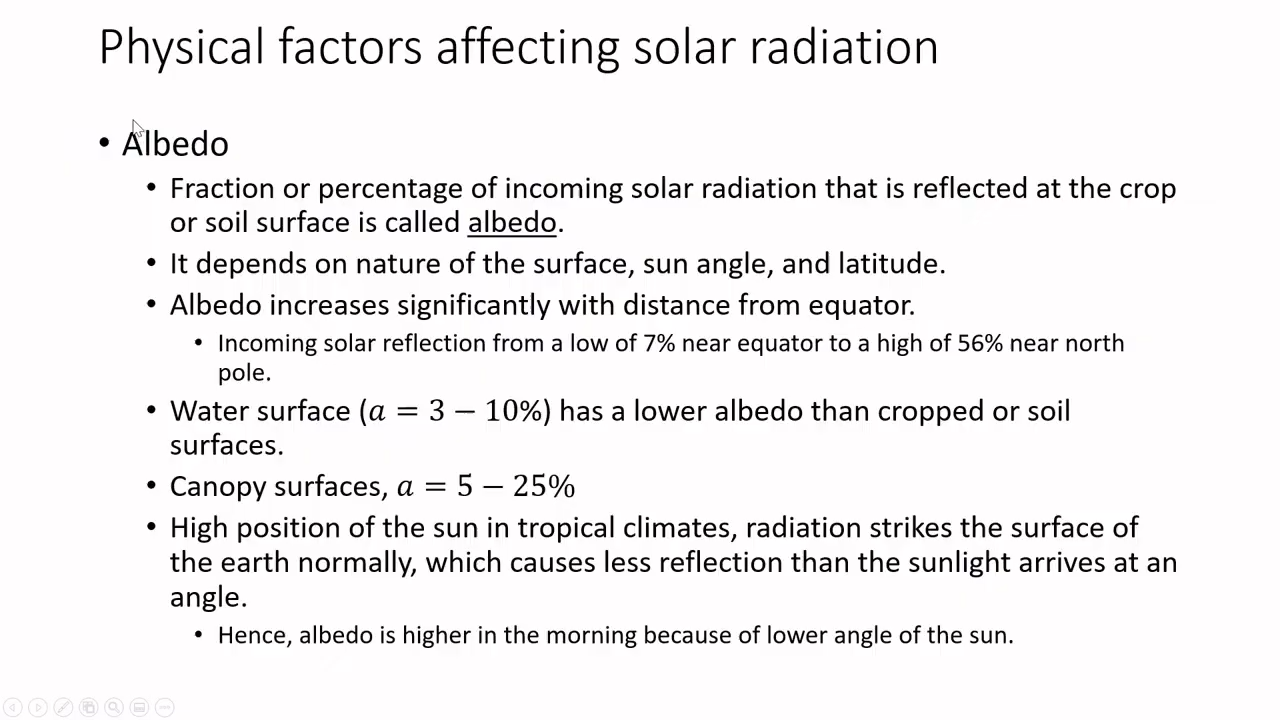 Physical factors affecting solar radiation
• Albedo
• Fraction or percentage of incoming solar radiation that is reflected at the crop
or soil surface is called albedo.
• It depends on nature of the surface, sun angle, and latitude.
• Albedo increases significantly with distance from equator.
• Incoming solar reflection from a low of 7% near equator to a high of 56% near north
pole.
• Water surface (𝑎 = 3 − 10%) has a lower albedo than cropped or soil
surfaces.
• Canopy surfaces, 𝑎 = 5 − 25%
• High position of the sun in tropical climates, radiation strikes the surface of
the earth normally, which causes less reflection than the sunlight arrives at an
angle.
• Hence, albedo is higher in the morning because of lower angle of the sun.